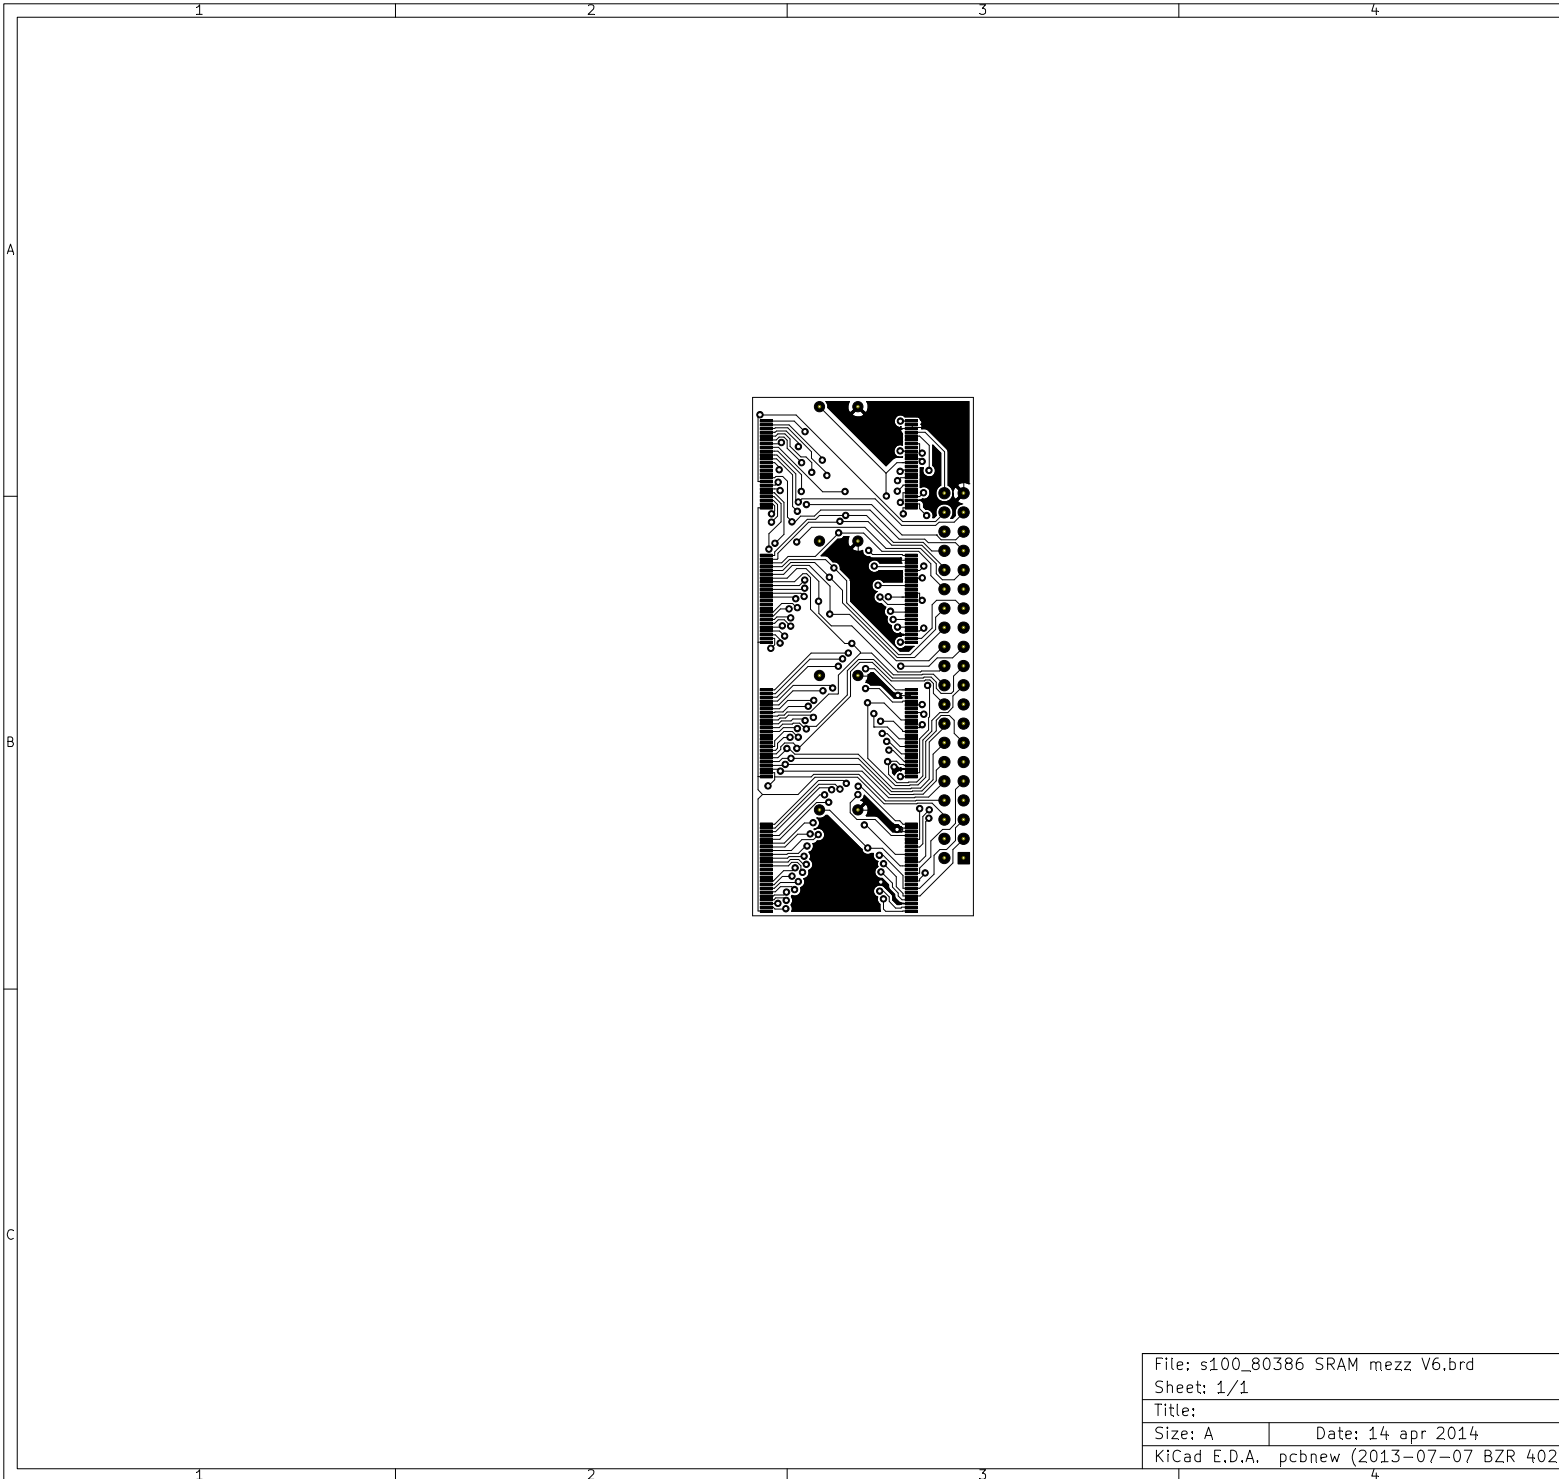 1 2 3 4
A
B
C
File: s100_80386 SRAM mezz V6.brd
Sheet: 1/1
Title:
Size: A Date: 14 apr 2014
KiCad E.D.A. pcbnew (2013-07-07 BZR 402
1 2 3 4